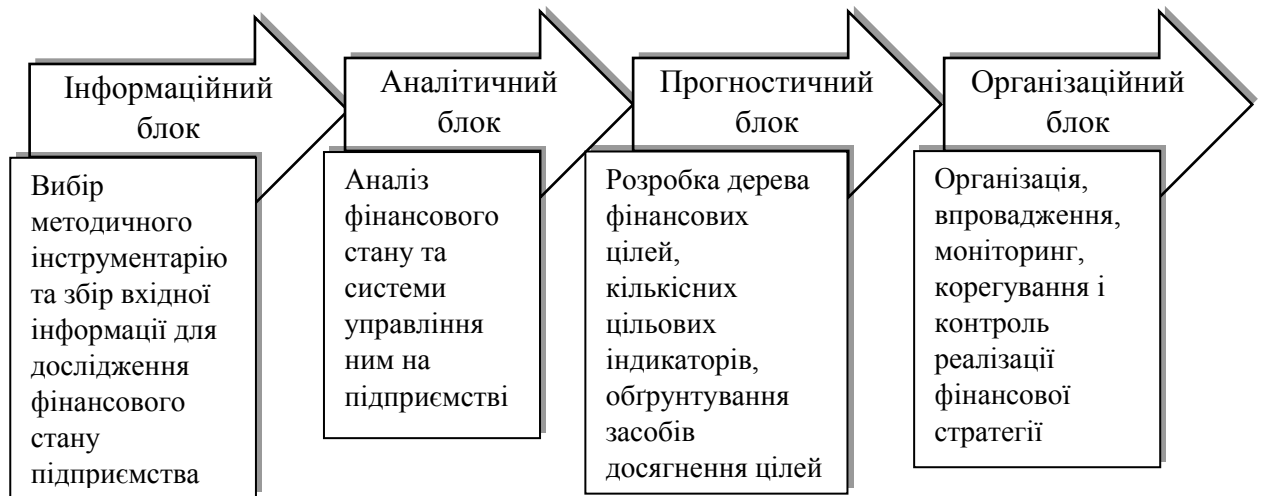 Інформаційний
блок
Вибір
методичного
інструментарію
та збір вхідної
інформації для
дослідження
фінансового
стану
підприємства
Аналітичний
блок
Аналіз
фінансового
стану та
системи
управління
ним на
підприємстві
Прогностичний
блок
Розробка дерева
фінансових
цілей,
кількісних
цільових
індикаторів,
обґрунтування
засобів
досягнення цілей
Організаційний
блок
Організація,
впровадження,
моніторинг,
корегування і
контроль
реалізації
фінансової
стратегії